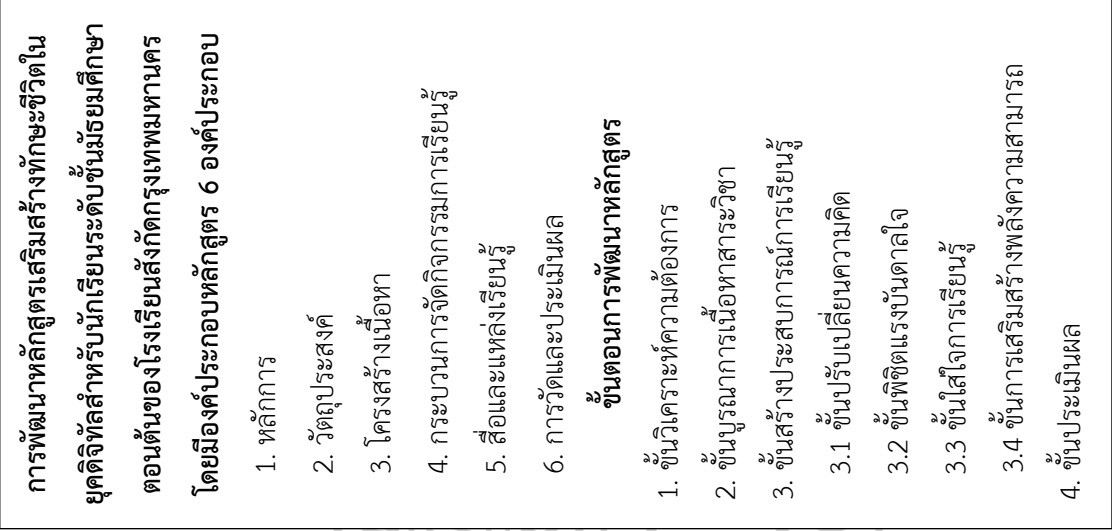 การพัฒนาหลักสูตรเสริมสร้างทักษะชีวิตใน
ยุคดิจิทัลสำหรับนักเรียนระดับชั้นมัธยมศึกษา
ตอนต้นของโรงเรียนสังกัดกรุงเทพมหานคร
โดยมีองค์ประกอบหลักสูตร 6 องค์ประกอบ
1. หลักการ
2. วัตถุประสงค์
3. โครงสร้างเนื้อหา
4. กระบวนการจัดกิจกรรมการเรียนรู้
5. สื่อและแหล่งเรียนรู้
6. การวัดและประเมินผล
ขั้นตอนการพัฒนาหลักสูตร
1. ขั้นวิเคราะห์ความต้องการ
2. ขั้นบูรณาการเนื้อหาสาระวิชา
3. ขั้นสร้างประสบการณ์การเรียนรู้
3.1 ขั้นปรับเปลี่ยนความคิด
3.2 ขั้นพิชิตแรงบันดาลใจ
3.3 ขั้นใส่ใจการเรียนรู้
3.4 ขั้นการเสริมสร้างพลังความสามารถ
4. ขั้นประเมินผล